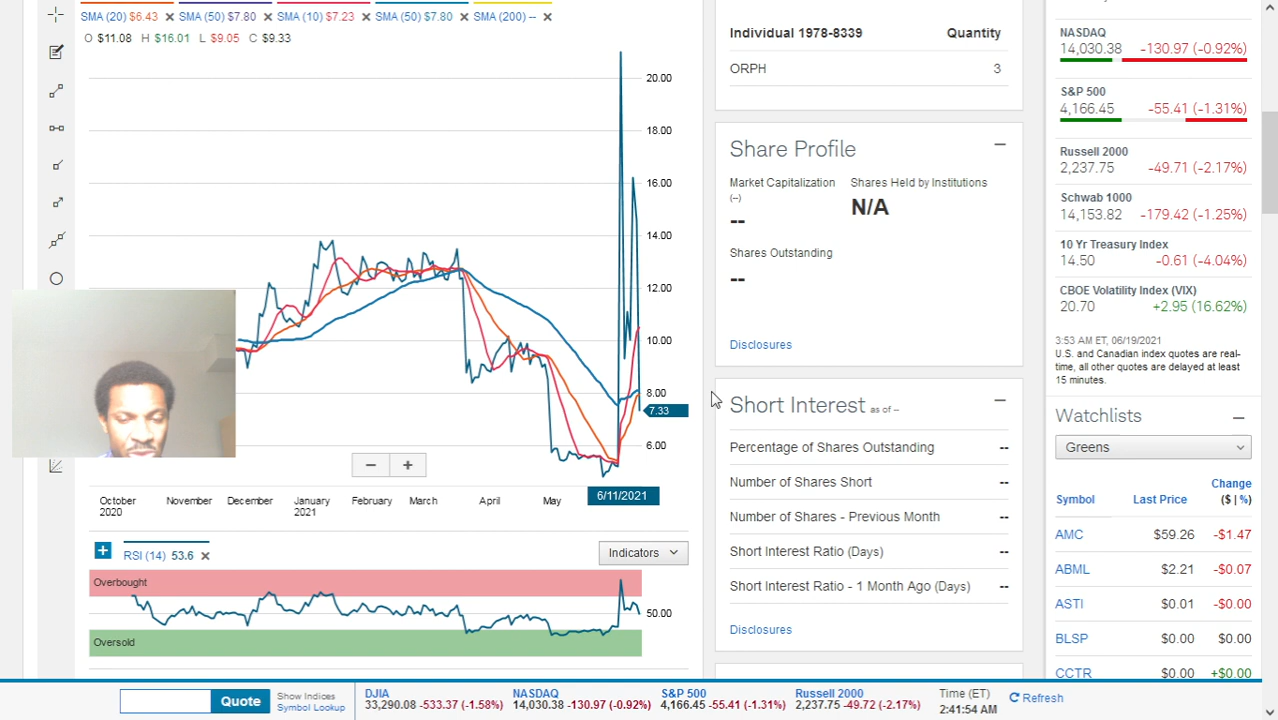 SMA (20) $6.43 × SMA (50) $7.80 × SMA (10) $7.23 × SMA (50) $7.80 × SMA (200) -- ×
O $11.08 H $16.01 L $9.05 C $9.33
20.00
18.00
16.00
14.00
12.00
10.00
8.00
7.33
6.00
− +
October 2020 November December January 2021 February March April May 6/11/2021
+ RSI (14) 53.6 ×
Indicators
Overbought
50.00
Oversold
Individual 1978-8339 Quantity
ORPH 3
Share Profile
Market Capitalization (--)
--
Shares Held by Institutions
N/A
Shares Outstanding
--
Disclosures
Short Interest as of --
Percentage of Shares Outstanding --
Number of Shares Short --
Number of Shares - Previous Month --
Short Interest Ratio (Days) --
Short Interest Ratio - 1 Month Ago (Days) --
Disclosures
NASDAQ
14,030.38 -130.97 (-0.92%)
S&P 500
4,166.45 -55.41 (-1.31%)
Russell 2000
2,237.75 -49.71 (-2.17%)
Schwab 1000
14,153.82 -179.42 (-1.25%)
10 Yr Treasury Index
14.50 -0.61 (-4.04%)
CBOE Volatility Index (VIX)
20.70 +2.95 (16.62%)
3:53 AM ET, 06/19/2021
U.S. and Canadian index quotes are real-
time, all other quotes are delayed at least
15 minutes.
Watchlists
Greens
Symbol Last Price Change ($ | %)
AMC $59.26 -$1.47
ABML $2.21 -$0.07
ASTI $0.01 -$0.00
BLSP $0.00 $0.00
CCTR $0.00 +$0.00
Quote
Show Indices
Symbol Lookup
DJIA
33,290.08 -533.37 (-1.58%)
NASDAQ
14,030.38 -130.97 (-0.92%)
S&P 500
4,166.45 -55.41 (-1.31%)
Russell 2000
2,237.75 -49.72 (-2.17%)
Time (ET)
2:41:54 AM
Refresh